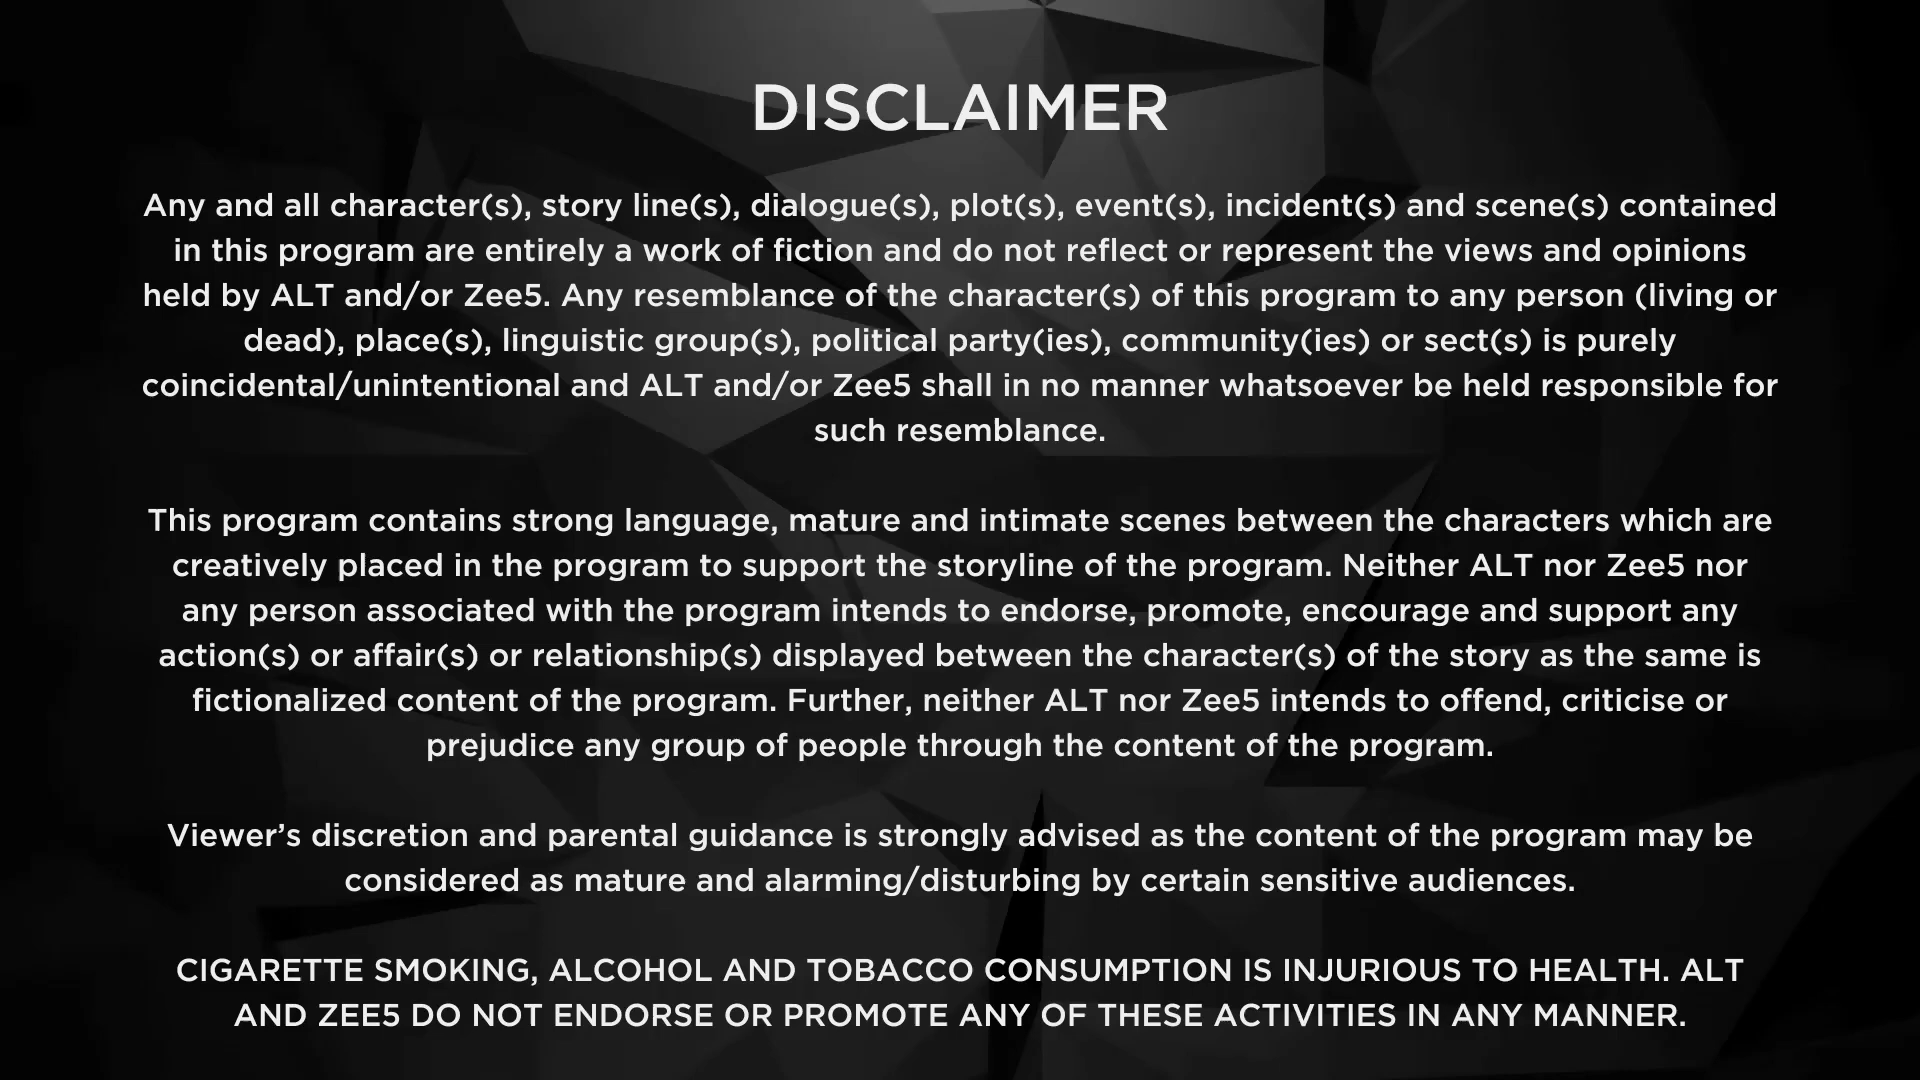 DISCLAIMER
Any and all character(s), story line(s), dialogue(s), plot(s), event(s), incident(s) and scene(s) contained
in this program are entirely a work of fiction and do not reflect or represent the views and opinions
held by ALT and/or Zee5. Any resemblance of the character(s) of this program to any person (living or
dead), place(s), linguistic group(s), political party(ies), community(ies) or sect(s) is purely
coincidental/unintentional and ALT and/or Zee5 shall in no manner whatsoever be held responsible for
such resemblance.
This program contains strong language, mature and intimate scenes between the characters which are
creatively placed in the program to support the storyline of the program. Neither ALT nor Zee5 nor
any person associated with the program intends to endorse, promote, encourage and support any
action(s) or affair(s) or relationship(s) displayed between the character(s) of the story as the same is
fictionalized content of the program. Further, neither ALT nor Zee5 intends to offend, criticise or
prejudice any group of people through the content of the program.
Viewer’s discretion and parental guidance is strongly advised as the content of the program may be
considered as mature and alarming/disturbing by certain sensitive audiences.
CIGARETTE SMOKING, ALCOHOL AND TOBACCO CONSUMPTION IS INJURIOUS TO HEALTH. ALT
AND ZEE5 DO NOT ENDORSE OR PROMOTE ANY OF THESE ACTIVITIES IN ANY MANNER.